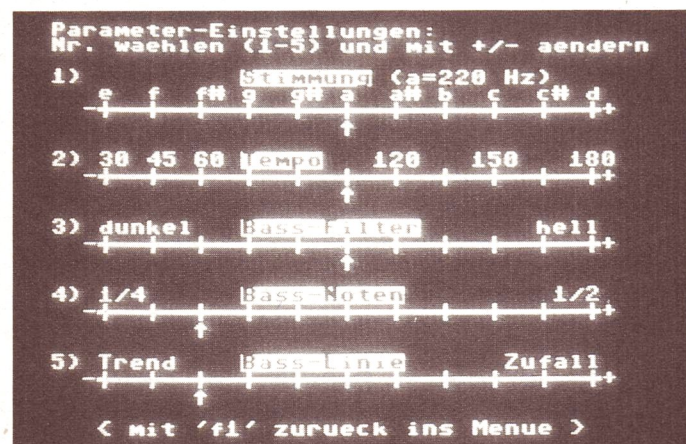 Parameter-Einstellungen:
Nr. waehlen (1-5) und mit +/- aendern
1) Stimmung (a=220 Hz)
e f f# g g# a a# b c c# d
- +
2) 30 45 60 Tempo 120 150 180
- +
3) dunkel Bass-Filter hell
- +
4) 1/4 Bass-Noten 1/2
- +
5) Trend Bass-Linie Zufall
- +
< mit 'f1' zurueck ins Menue >